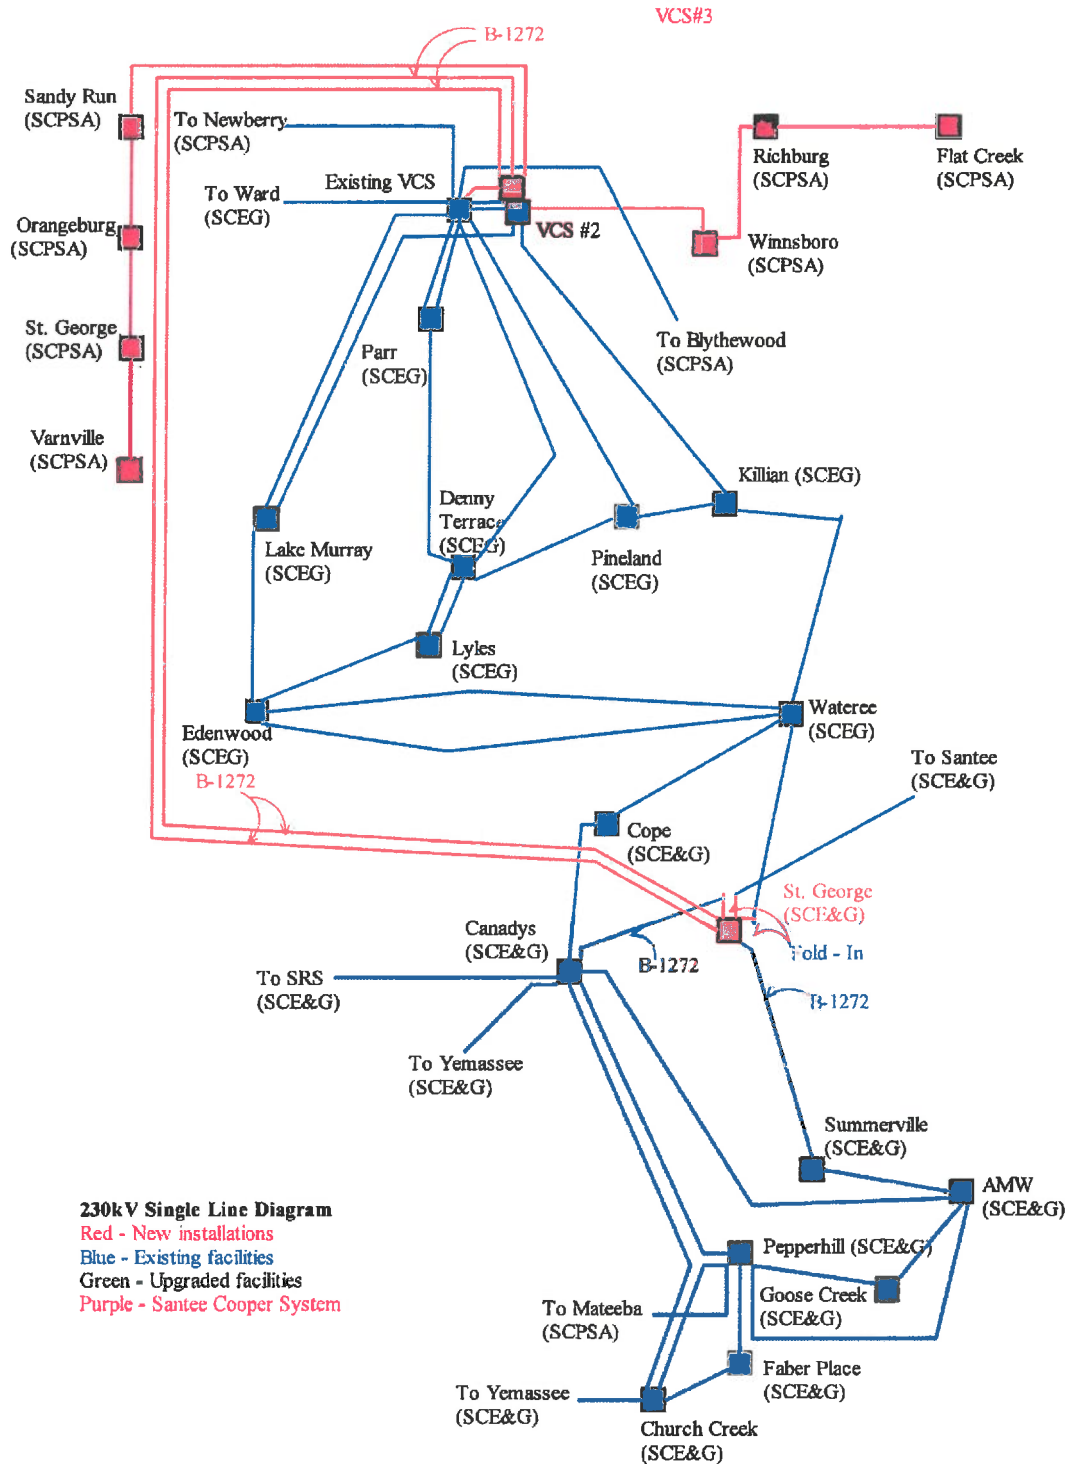 VCS#3
B-1272
Sandy Run
(SCPSA)
To Newberry
(SCPSA)
Richburg
(SCPSA)
Flat Creek
(SCPSA)
Existing VCS
To Ward
(SCEG)
Orangeburg
(SCPSA)
VCS #2
Winnsboro
(SCPSA)
St. George
(SCPSA)
To Blythewood
(SCPSA)
Parr
(SCEG)
Varnville
(SCPSA)
Killian (SCEG)
Denny
Terrace
(SCEG)
Lake Murray
(SCEG)
Pineland
(SCEG)
Lyles
(SCEG)
Edenwood
(SCEG)
Wateree
(SCEG)
To Santee
(SCE&G)
B-1272
Cope
(SCE&G)
St. George
(SCE&G)
Canadys
(SCE&G)
Fold - In
B-1272
To SRS
(SCE&G)
B-1272
To Yemassee
(SCE&G)
Summerville
(SCE&G)
AMW
(SCE&G)
230kV Single Line Diagram
Red - New installations
Blue - Existing facilities
Green - Upgraded facilities
Purple - Santee Cooper System
Pepperhill (SCE&G)
Goose Creek
(SCE&G)
To Mateeba
(SCPSA)
Faber Place
(SCE&G)
To Yemassee
(SCE&G)
Church Creek
(SCE&G)